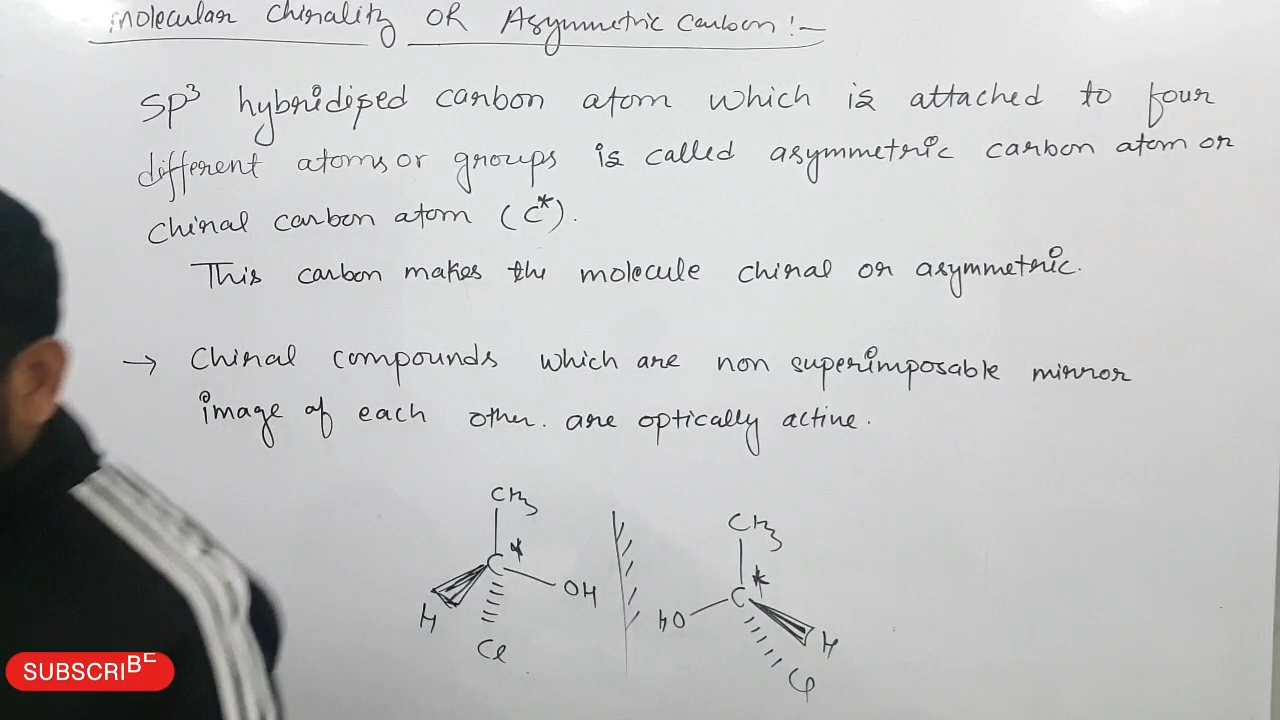 Molecular Chirality OR Asymmetric Carbon :-
SP³ hybridised carbon atom which is attached to four
different atoms or groups is called asymmetric carbon atom or
chiral carbon atom (C*).
This carbon makes the molecule chiral or asymmetric.
→ Chiral compounds which are non superimposable mirror
image of each other. are optically active.
CH₃
C*
OH
H
Cl
CH₃
C*
HO
H
Cl
SUBSCRIBE